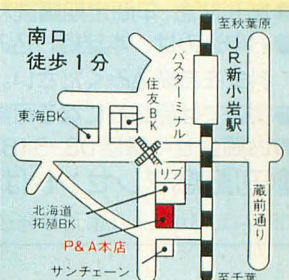 南口
徒歩1分
至秋葉原
JR新小岩駅
バスターミナル
住友BK
東海BK
リブ
蔵前通り
北海道
拓殖BK
P&A本店
サンチェーン
至千葉